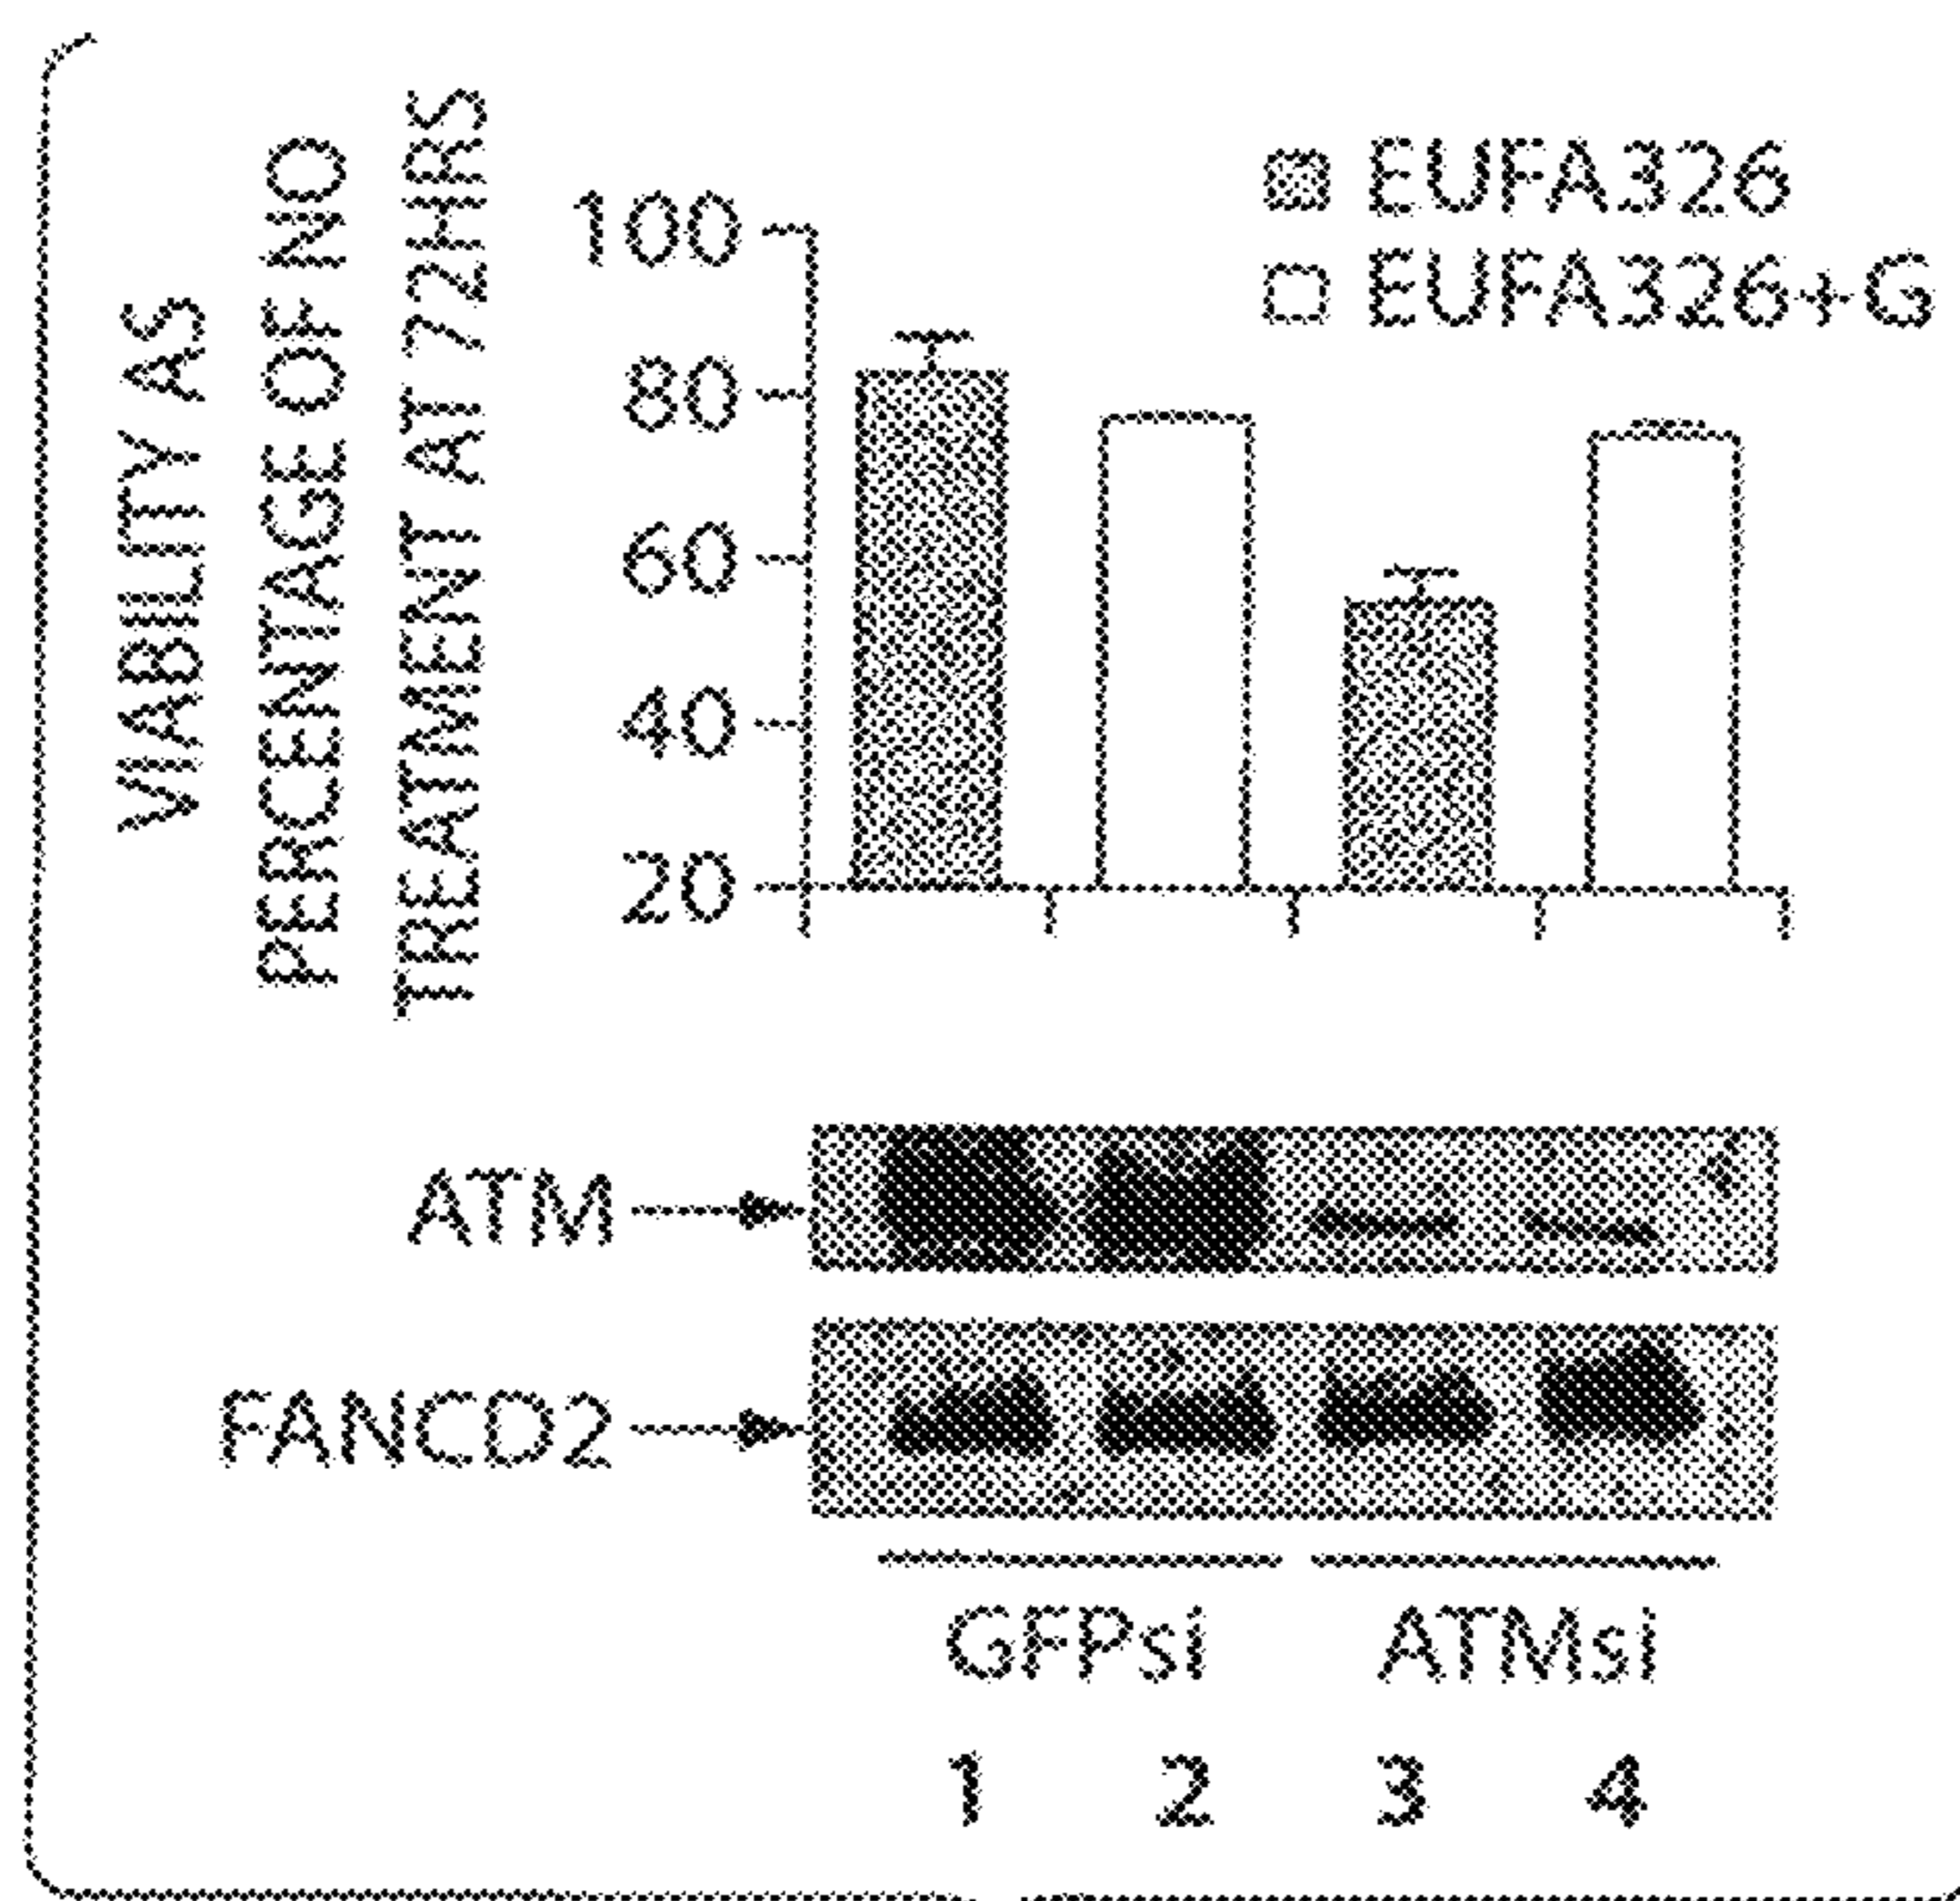 VIABILITY AS
PERCENTAGE OF NO
TREATMENT AT 72HRS
100
80
60
40
20
EUFA326
EUFA326+G
ATM
FANCD2
GFPsi ATMsi
1 2 3 4